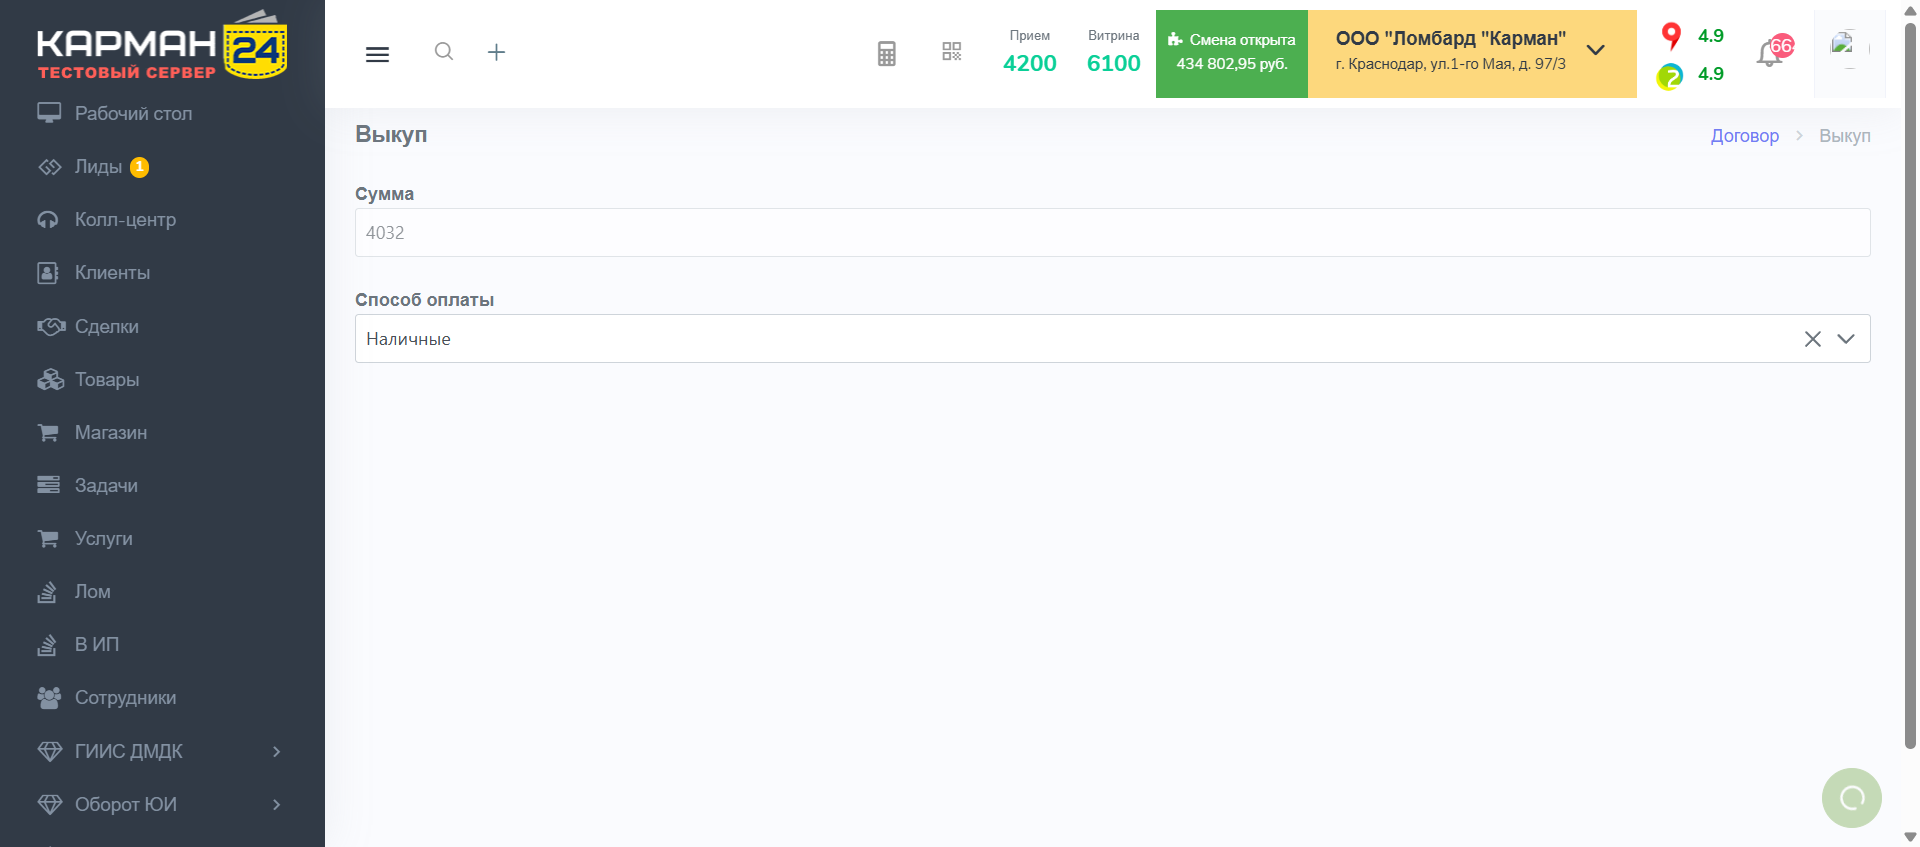 КАРМАН 24
ТЕСТОВЫЙ СЕРВЕР
Рабочий стол
Лиды 1
Колл-центр
Клиенты
Сделки
Товары
Магазин
Задачи
Услуги
Лом
В ИП
Сотрудники
ГИИС ДМДК
Оборот ЮИ
Прием
4200
Витрина
6100
Смена открыта
434 802,95 руб.
ООО "Ломбард "Карман"
г. Краснодар, ул.1-го Мая, д. 97/3
4.9
4.9
Выкуп
Договор > Выкуп
Сумма
4032
Способ оплаты
Наличные